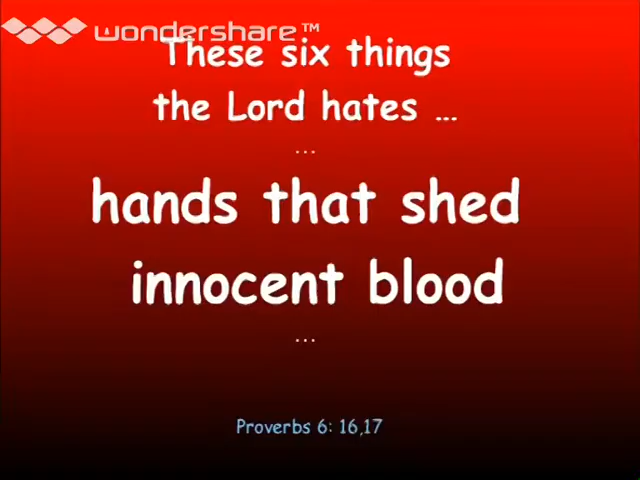 wondershare™
These six things
the Lord hates ...
...
hands that shed
innocent blood
...
Proverbs 6: 16,17